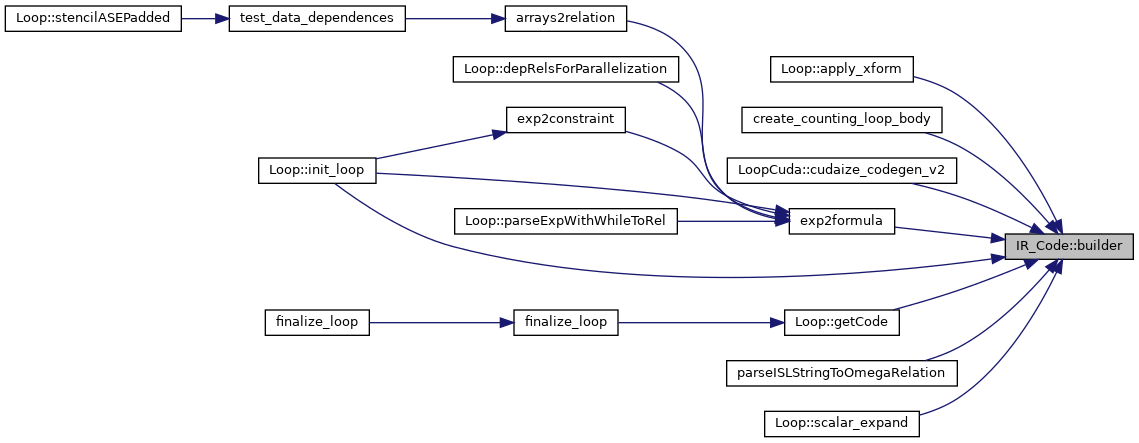 Loop::stencilASEPadded
test_data_dependences
arrays2relation
Loop::depRelsForParallelization
Loop::apply_xform
exp2constraint
create_counting_loop_body
Loop::init_loop
LoopCuda::cudaize_codegen_v2
Loop::parseExpWithWhileToRel
exp2formula
IR_Code::builder
finalize_loop
finalize_loop
Loop::getCode
parseISLStringToOmegaRelation
Loop::scalar_expand